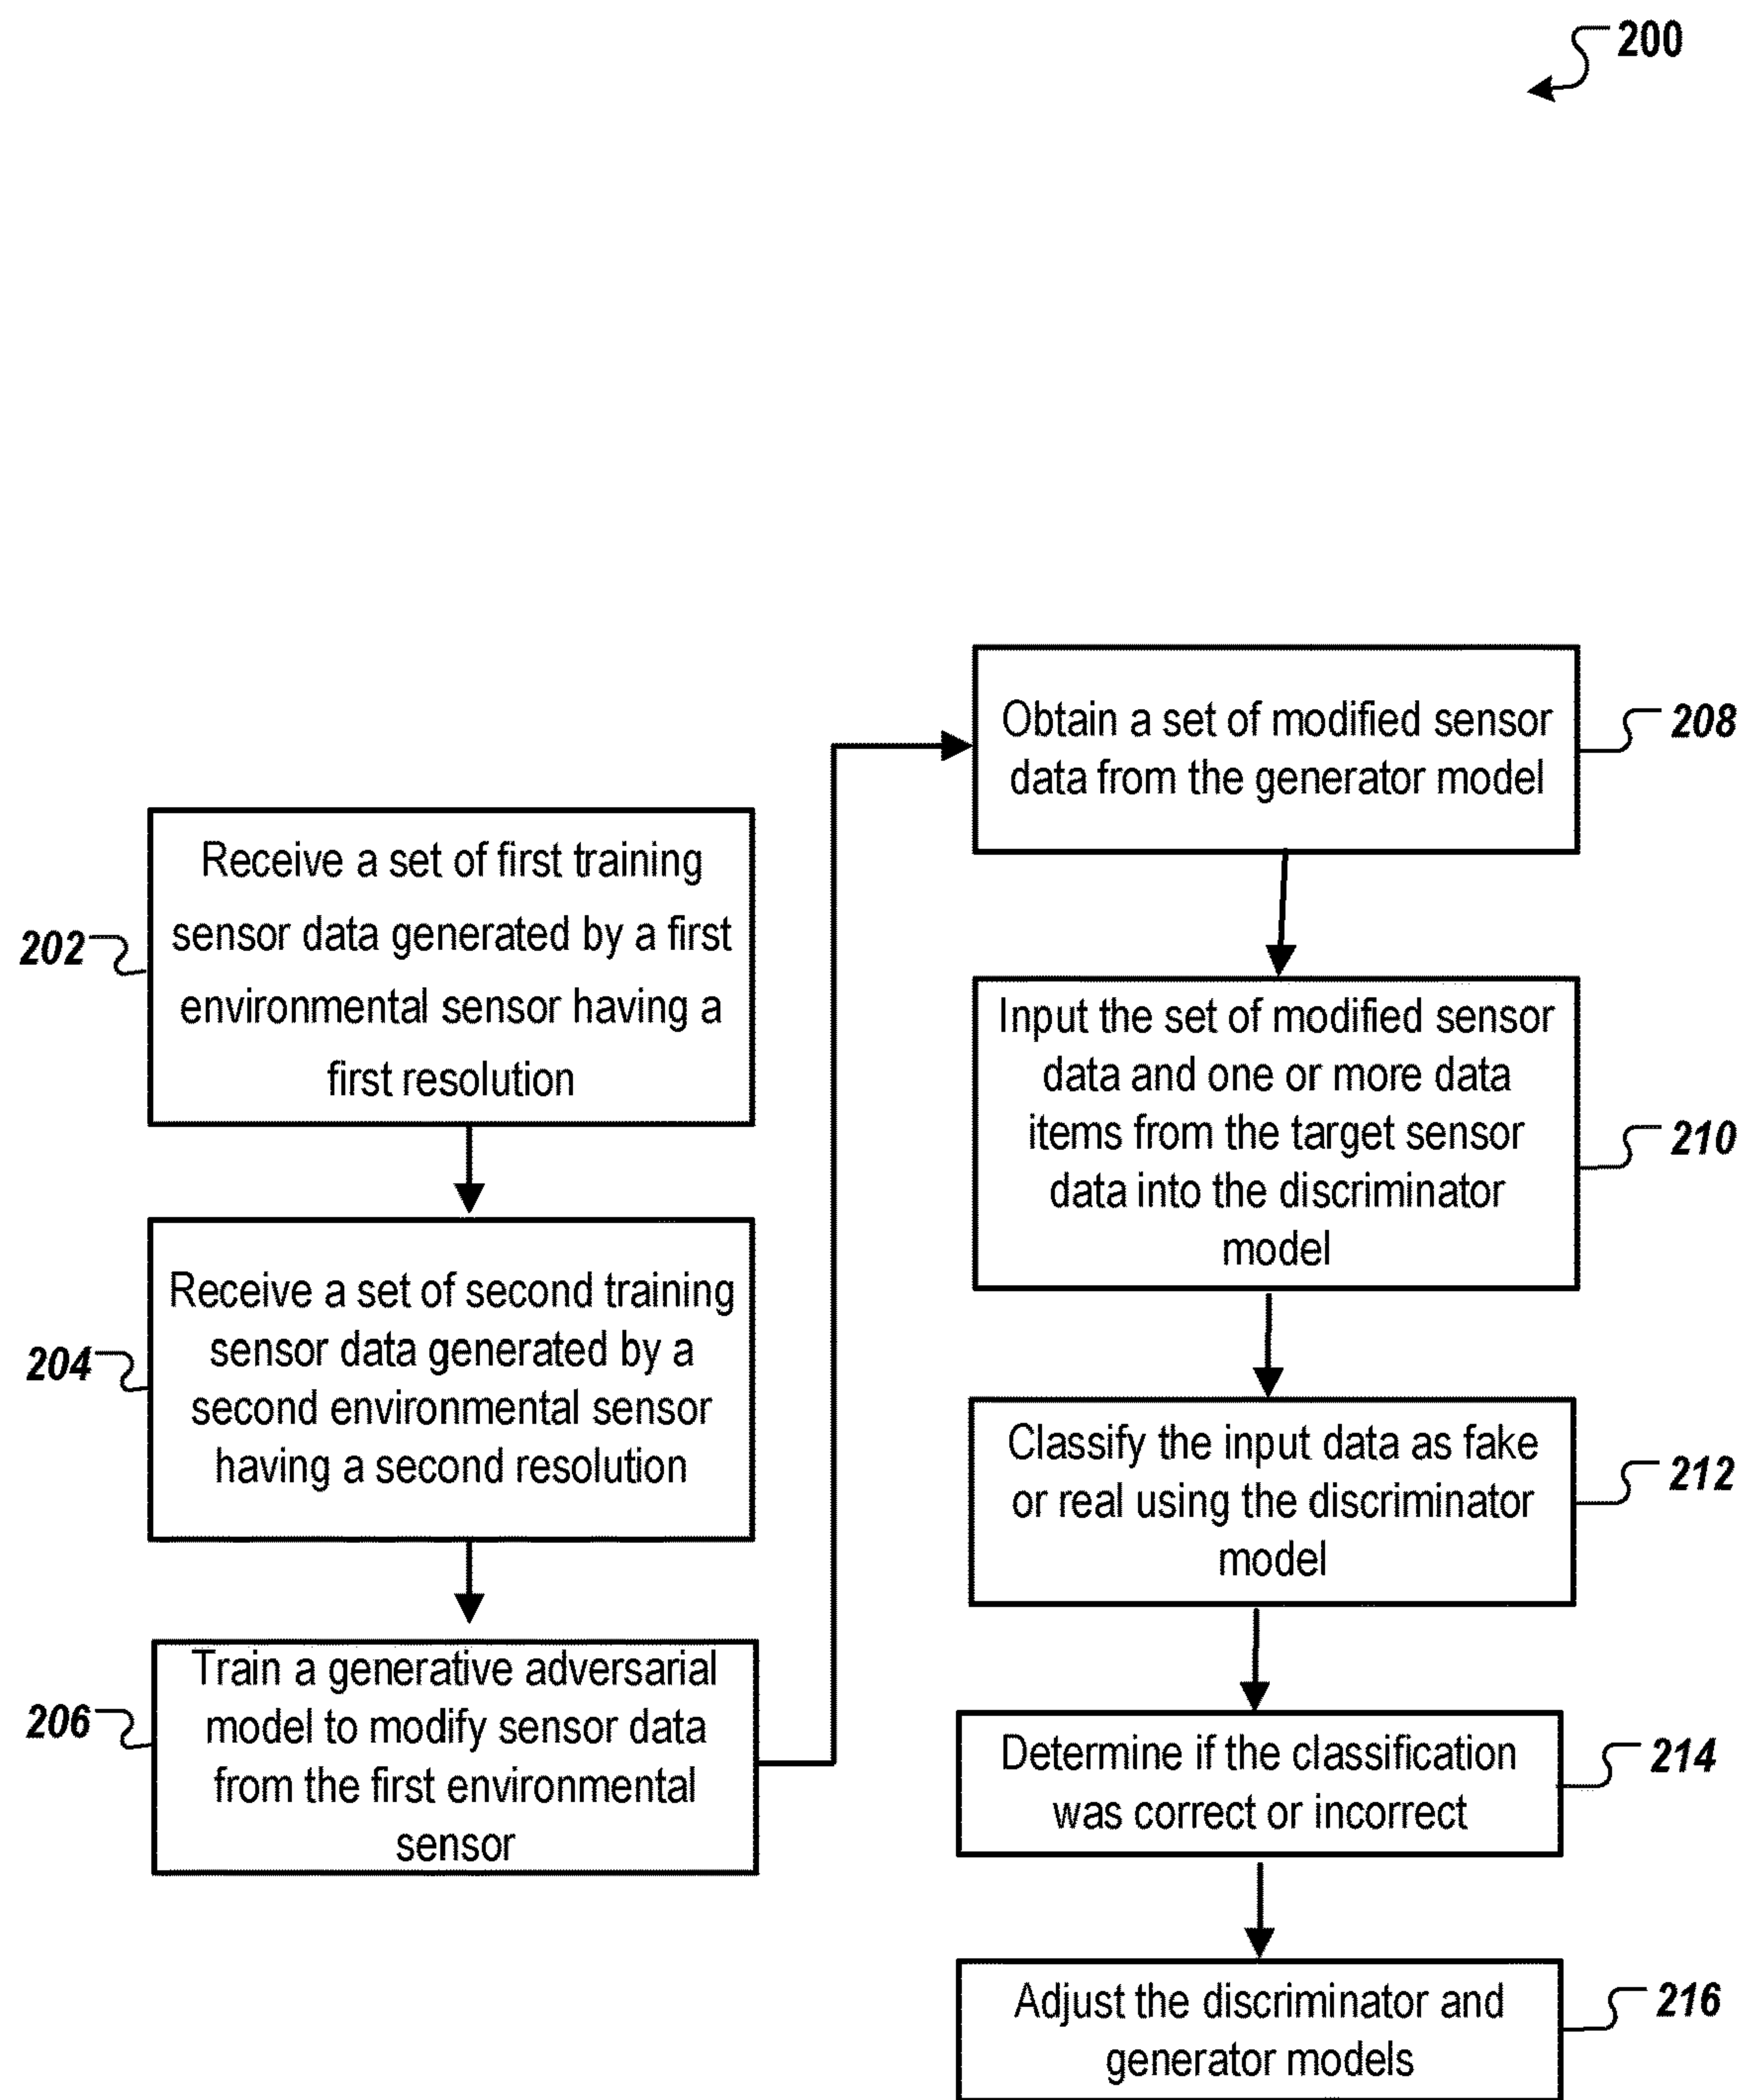 200
202
Receive a set of first training
sensor data generated by a first
environmental sensor having a
first resolution
204
Receive a set of second training
sensor data generated by a
second environmental sensor
having a second resolution
206
Train a generative adversarial
model to modify sensor data
from the first environmental
sensor
Obtain a set of modified sensor
data from the generator model
208
Input the set of modified sensor
data and one or more data
items from the target sensor
data into the discriminator
model
210
Classify the input data as fake
or real using the discriminator
model
212
Determine if the classification
was correct or incorrect
214
Adjust the discriminator and
generator models
216